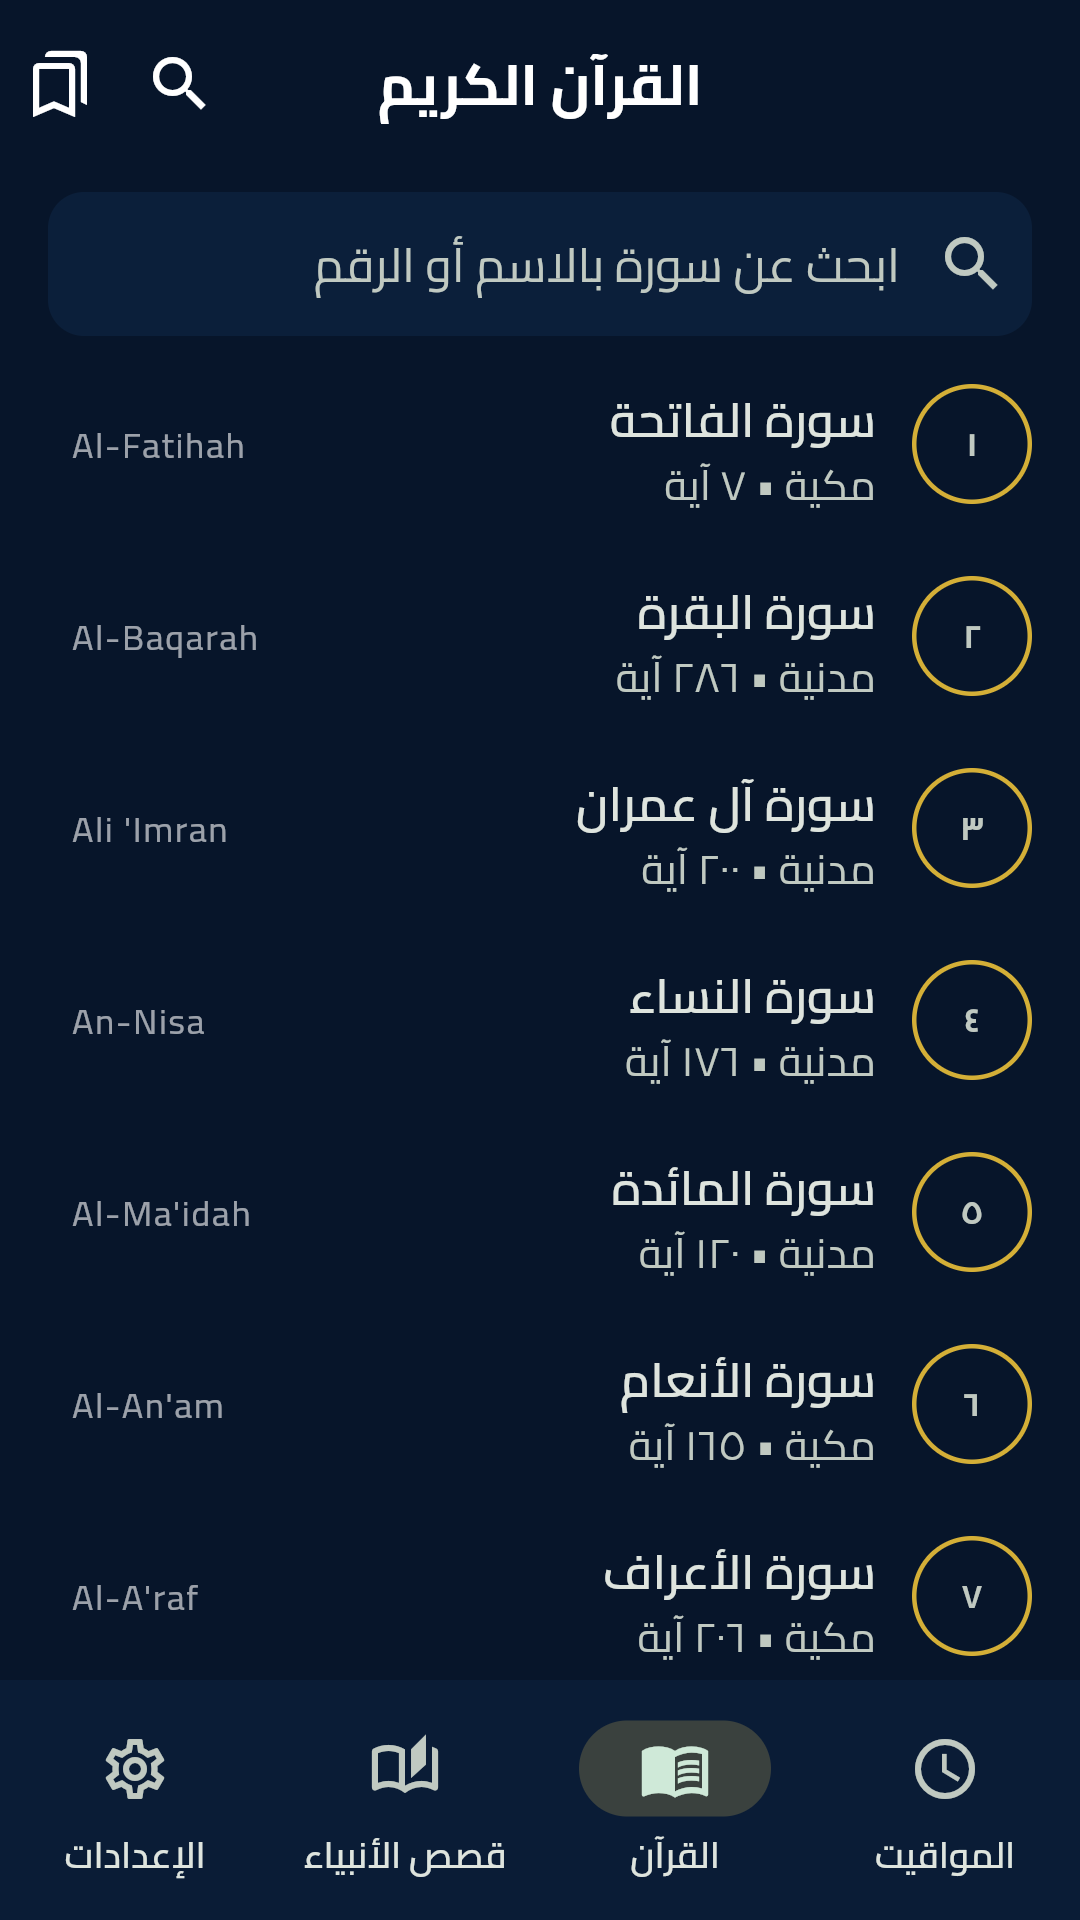 القرآن الكريم
ابحث عن سورة بالاسم أو الرقم
١
سورة الفاتحة
مكية • ٧ آية
Al-Fatihah
٢
سورة البقرة
مدنية • ٢٨٦ آية
Al-Baqarah
٣
سورة آل عمران
مدنية • ٢٠٠ آية
Ali 'Imran
٤
سورة النساء
مدنية • ١٧٦ آية
An-Nisa
٥
سورة المائدة
مدنية • ١٢٠ آية
Al-Ma'idah
٦
سورة الأنعام
مكية • ١٦٥ آية
Al-An'am
٧
سورة الأعراف
مكية • ٢٠٦ آية
Al-A'raf
المواقيت
القرآن
قصص الأنبياء
الإعدادات